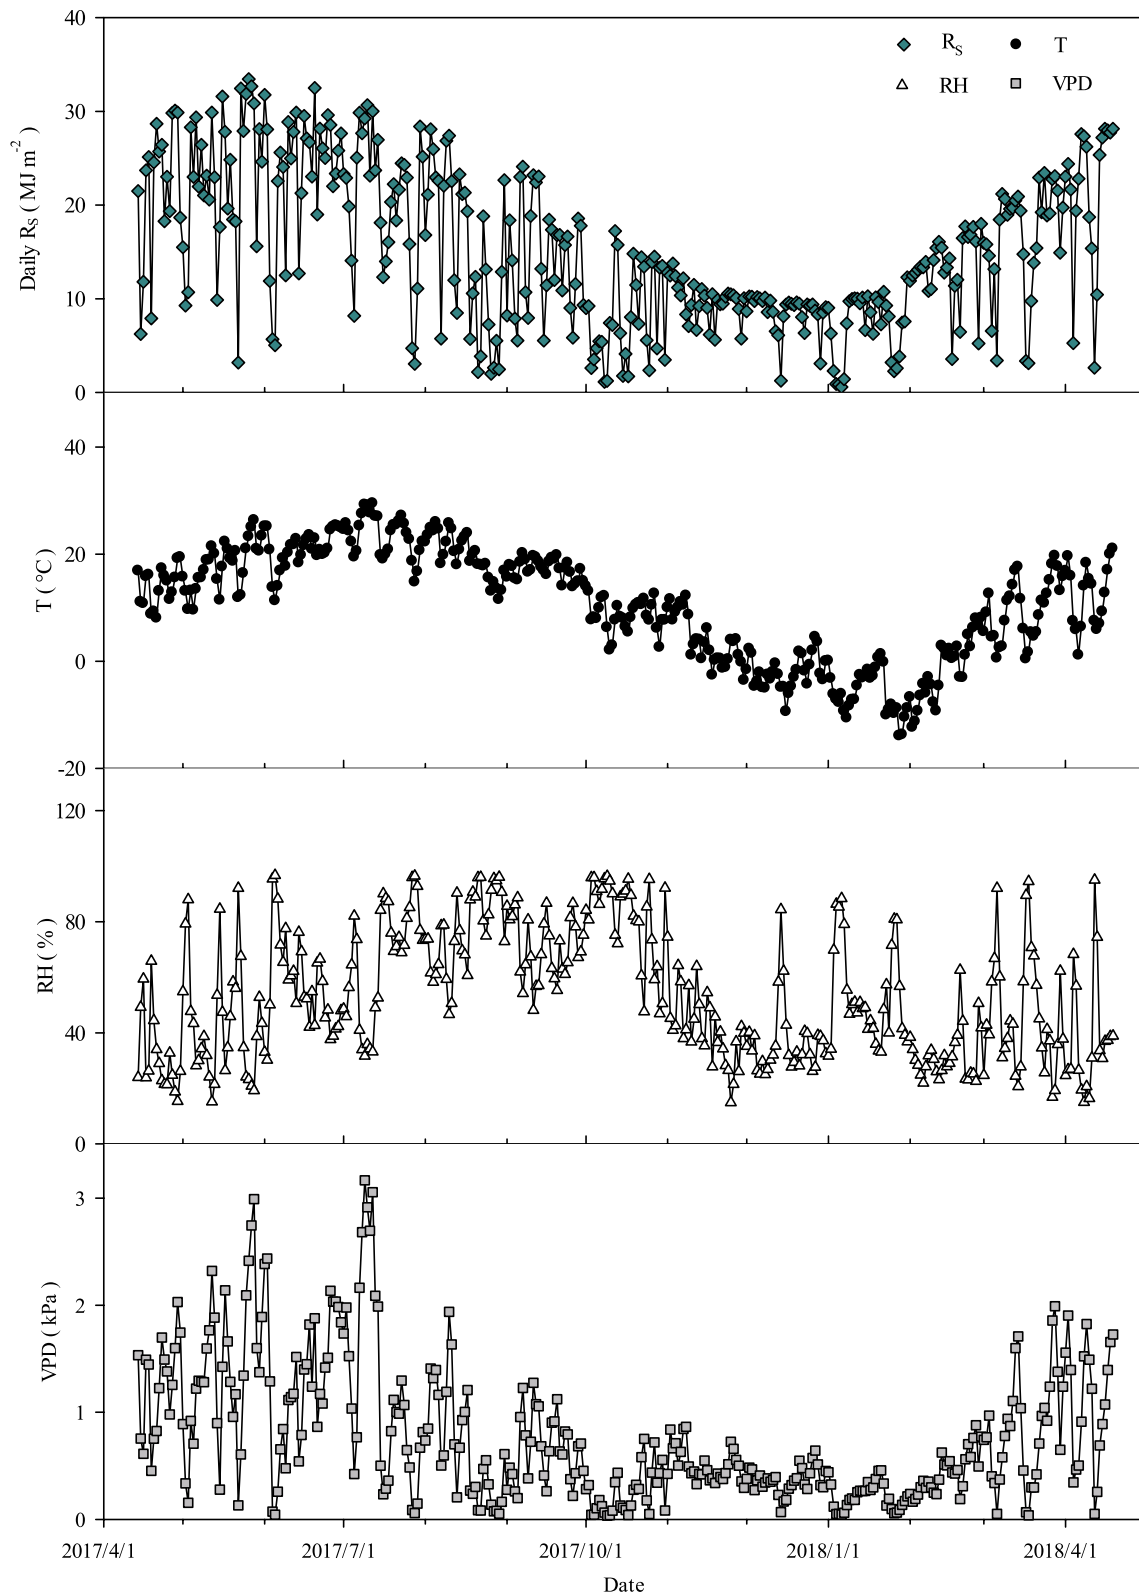 40
R_S T
RH VPD
30
20
10
0
Daily R_S ( MJ m⁻² )
40
20
0
-20
T ( °C )
120
80
40
0
RH ( % )
3
2
1
0
VPD ( kPa )
2017/4/1 2017/7/1 2017/10/1 2018/1/1 2018/4/1
Date